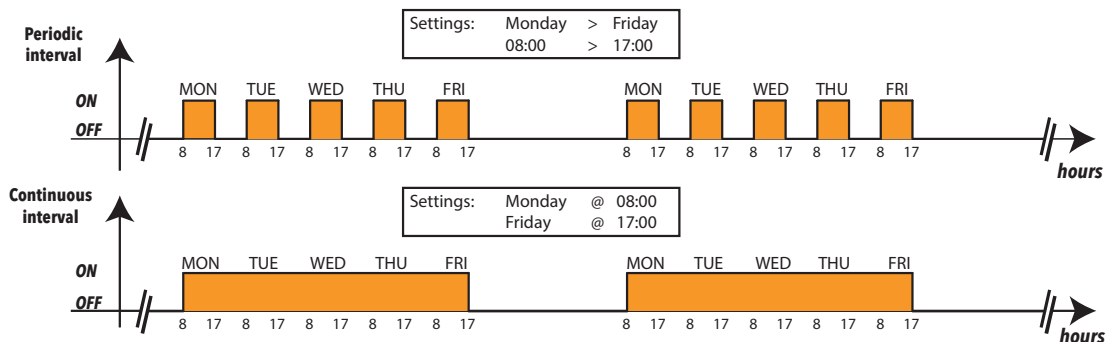 Settings: Monday > Friday
08:00 > 17:00
Periodic
interval
MON TUE WED THU FRI MON TUE WED THU FRI
ON
OFF
8 17 8 17 8 17 8 17 8 17 8 17 8 17 8 17 8 17 8 17
hours
Settings: Monday @ 08:00
Friday @ 17:00
Continuous
interval
MON TUE WED THU FRI MON TUE WED THU FRI
ON
OFF
8 17 8 17 8 17 8 17 8 17 8 17 8 17 8 17 8 17 8 17
hours